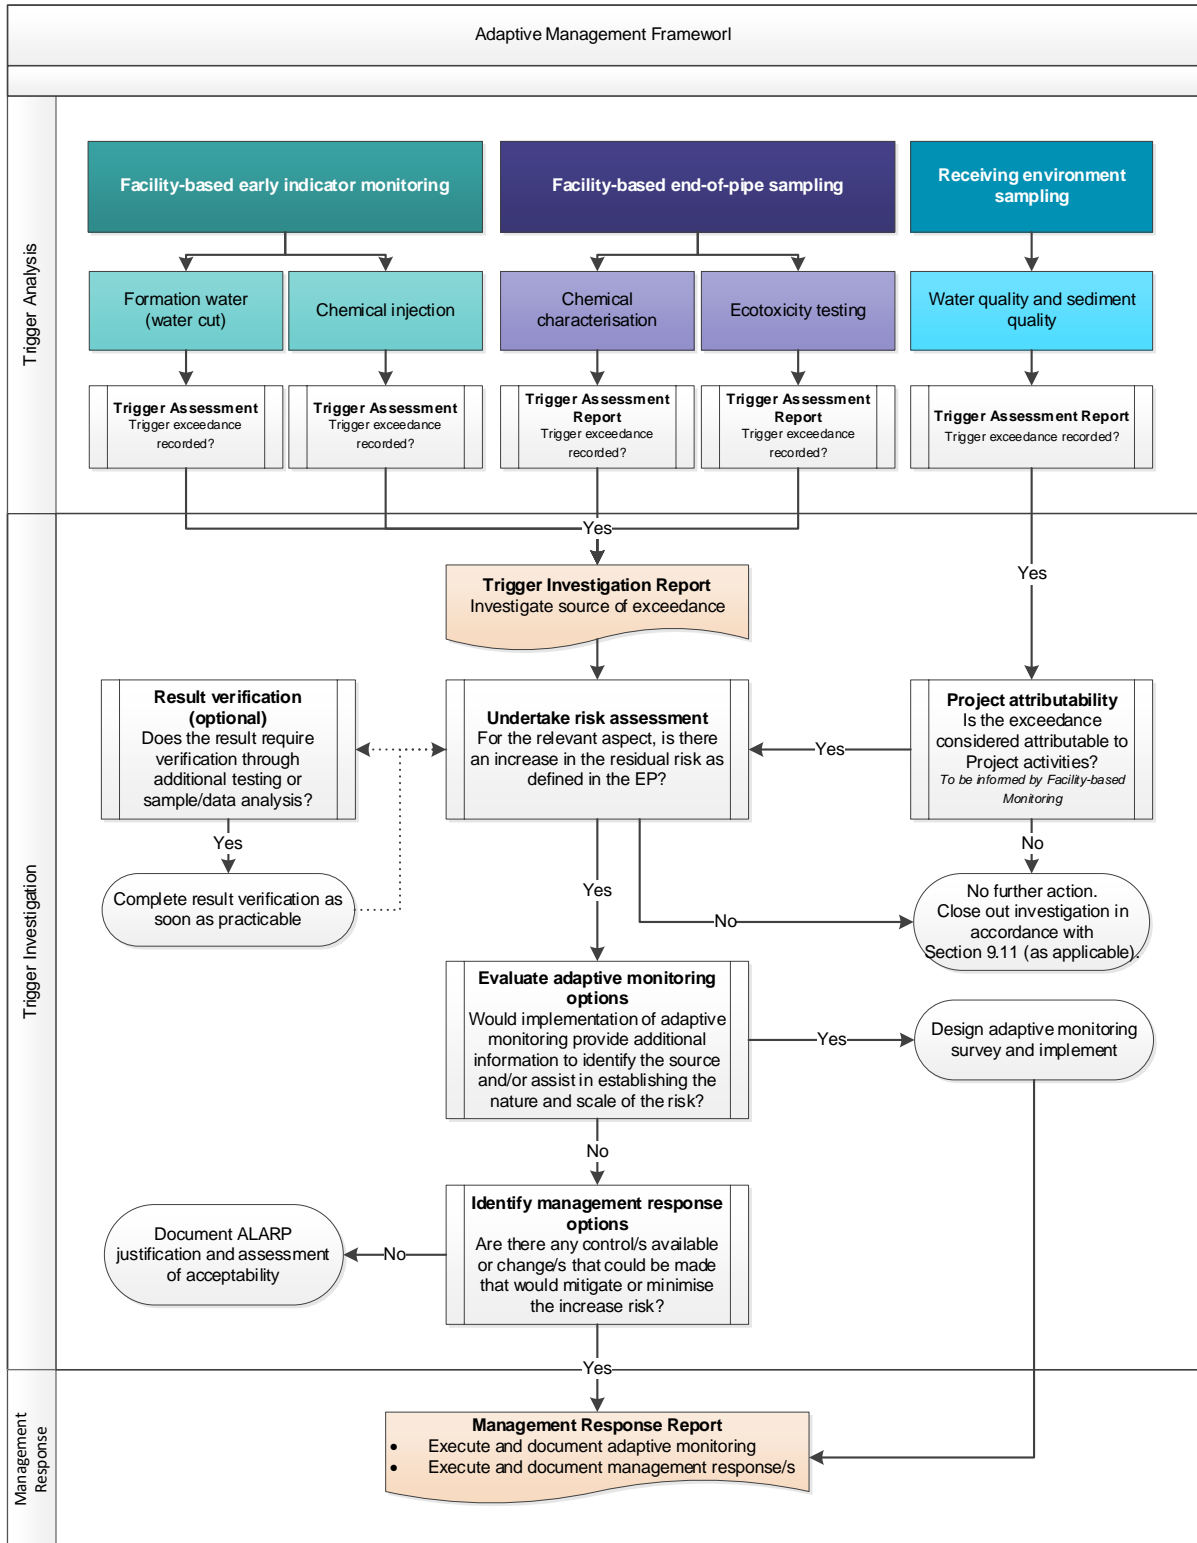 Adaptive Management Frameworl
Trigger Analysis
Facility-based early indicator monitoring
Facility-based end-of-pipe sampling
Receiving environment
sampling
Formation water
(water cut)
Chemical injection
Chemical
characterisation
Ecotoxicity testing
Water quality and sediment
quality
Trigger Assessment
Trigger exceedance
recorded?
Trigger Assessment
Trigger exceedance
recorded?
Trigger Assessment
Report
Trigger exceedance
recorded?
Trigger Assessment
Report
Trigger exceedance
recorded?
Trigger Assessment Report
Trigger exceedance recorded?
Yes
Yes
Trigger Investigation
Trigger Investigation Report
Investigate source of exceedance
Result verification
(optional)
Does the result require
verification through
additional testing or
sample/data analysis?
Undertake risk assessment
For the relevant aspect, is there
an increase in the residual risk as
defined in the EP?
Yes
Project attributability
Is the exceedance
considered attributable to
Project activities?
To be informed by Facility-based
Monitoring
Yes
No
Complete result verification as
soon as practicable
Yes
No
No further action.
Close out investigation in
accordance with
Section 9.11 (as applicable).
Evaluate adaptive monitoring
options
Would implementation of adaptive
monitoring provide additional
information to identify the source
and/or assist in establishing the
nature and scale of the risk?
Yes
Design adaptive monitoring
survey and implement
No
Identify management response
options
Are there any control/s available
or change/s that could be made
that would mitigate or minimise
the increase risk?
No
Document ALARP
justification and assessment
of acceptability
Yes
Management
Response
Management Response Report
• Execute and document adaptive monitoring
• Execute and document management response/s